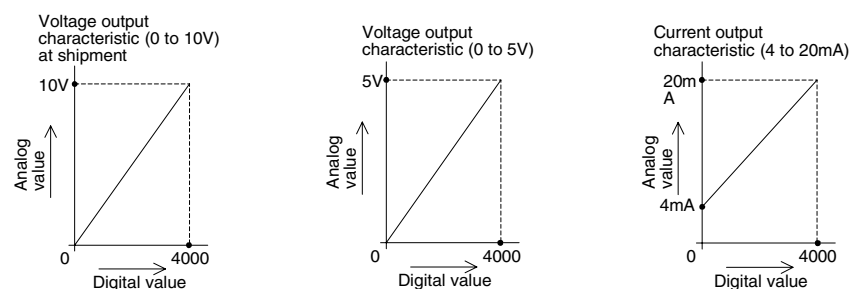 Voltage output
characteristic (0 to 10V)
at shipment
10V
Analog
value
0
4000
Digital value
Voltage output
characteristic (0 to 5V)
5V
Analog
value
0
4000
Digital value
Current output
characteristic (4 to 20mA)
20m
A
Analog
value
4mA
0
4000
Digital value